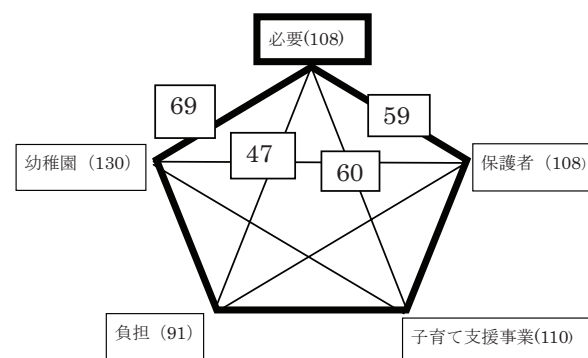 必要(108)
69
59
幼稚園（130）
47
60
保護者（108）
負担（91）
子育て支援事業(110)